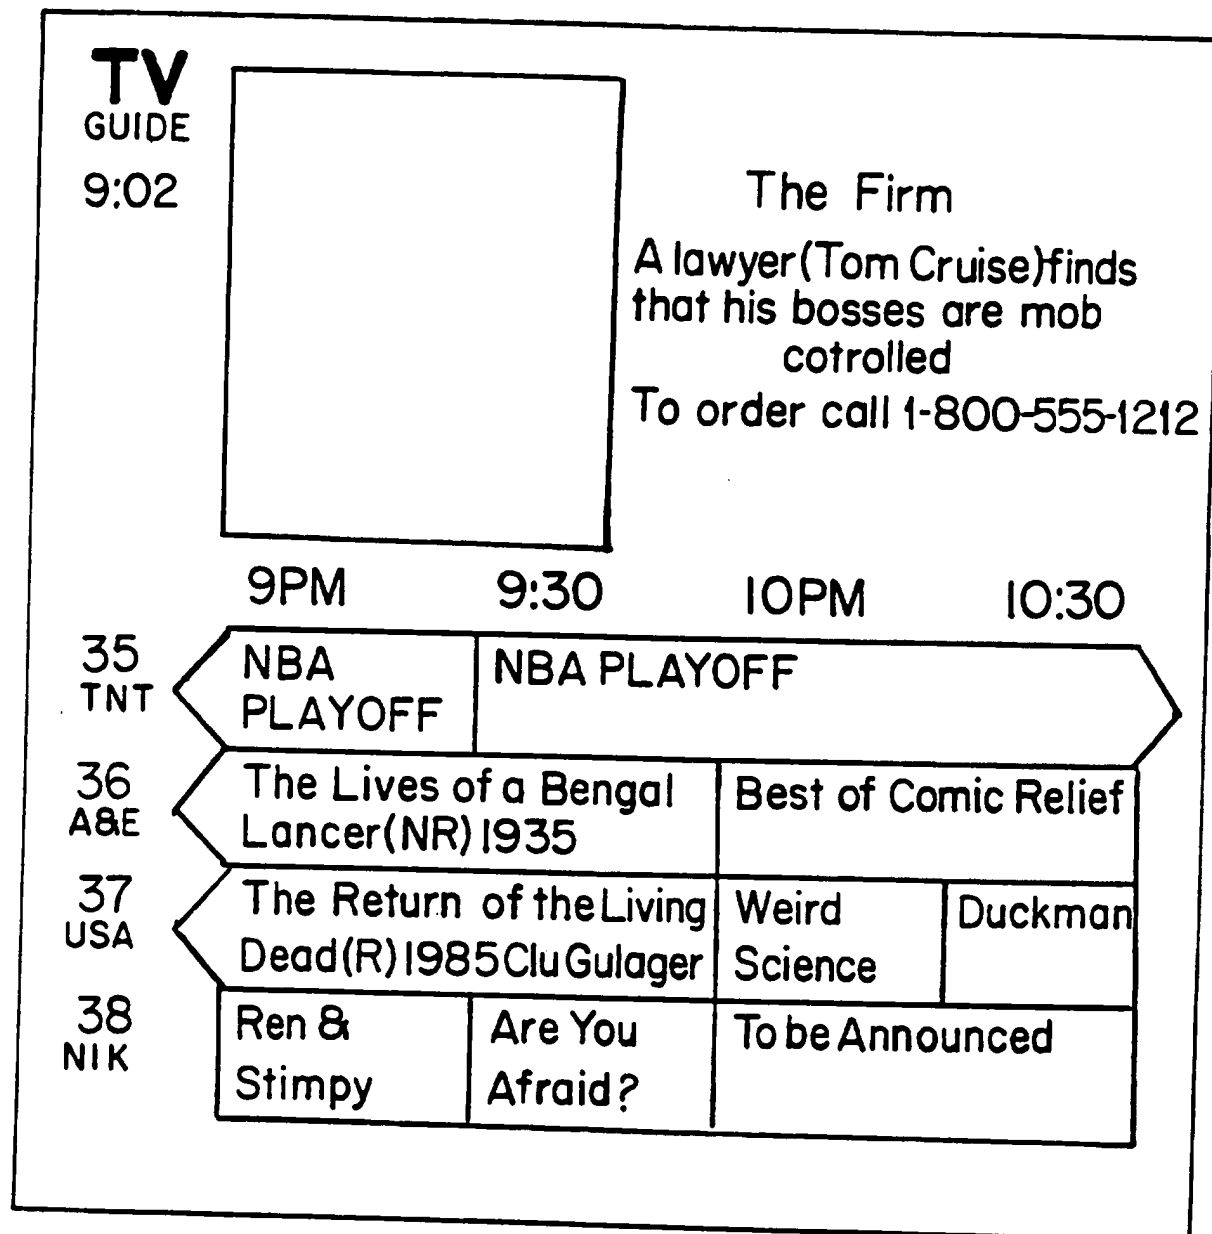 TV
GUIDE
9:02
The Firm
A lawyer (Tom Cruise) finds
that his bosses are mob
cotrolled
To order call 1-800-555-1212
9PM 9:30 10PM 10:30
35
TNT
NBA
PLAYOFF
NBA PLAYOFF
36
A&E
The Lives of a Bengal
Lancer (NR) 1935
Best of Comic Relief
37
USA
The Return of the Living
Dead (R) 1985 Clu Gulager
Weird
Science
Duckman
38
NIK
Ren &
Stimpy
Are You
Afraid?
To be Announced